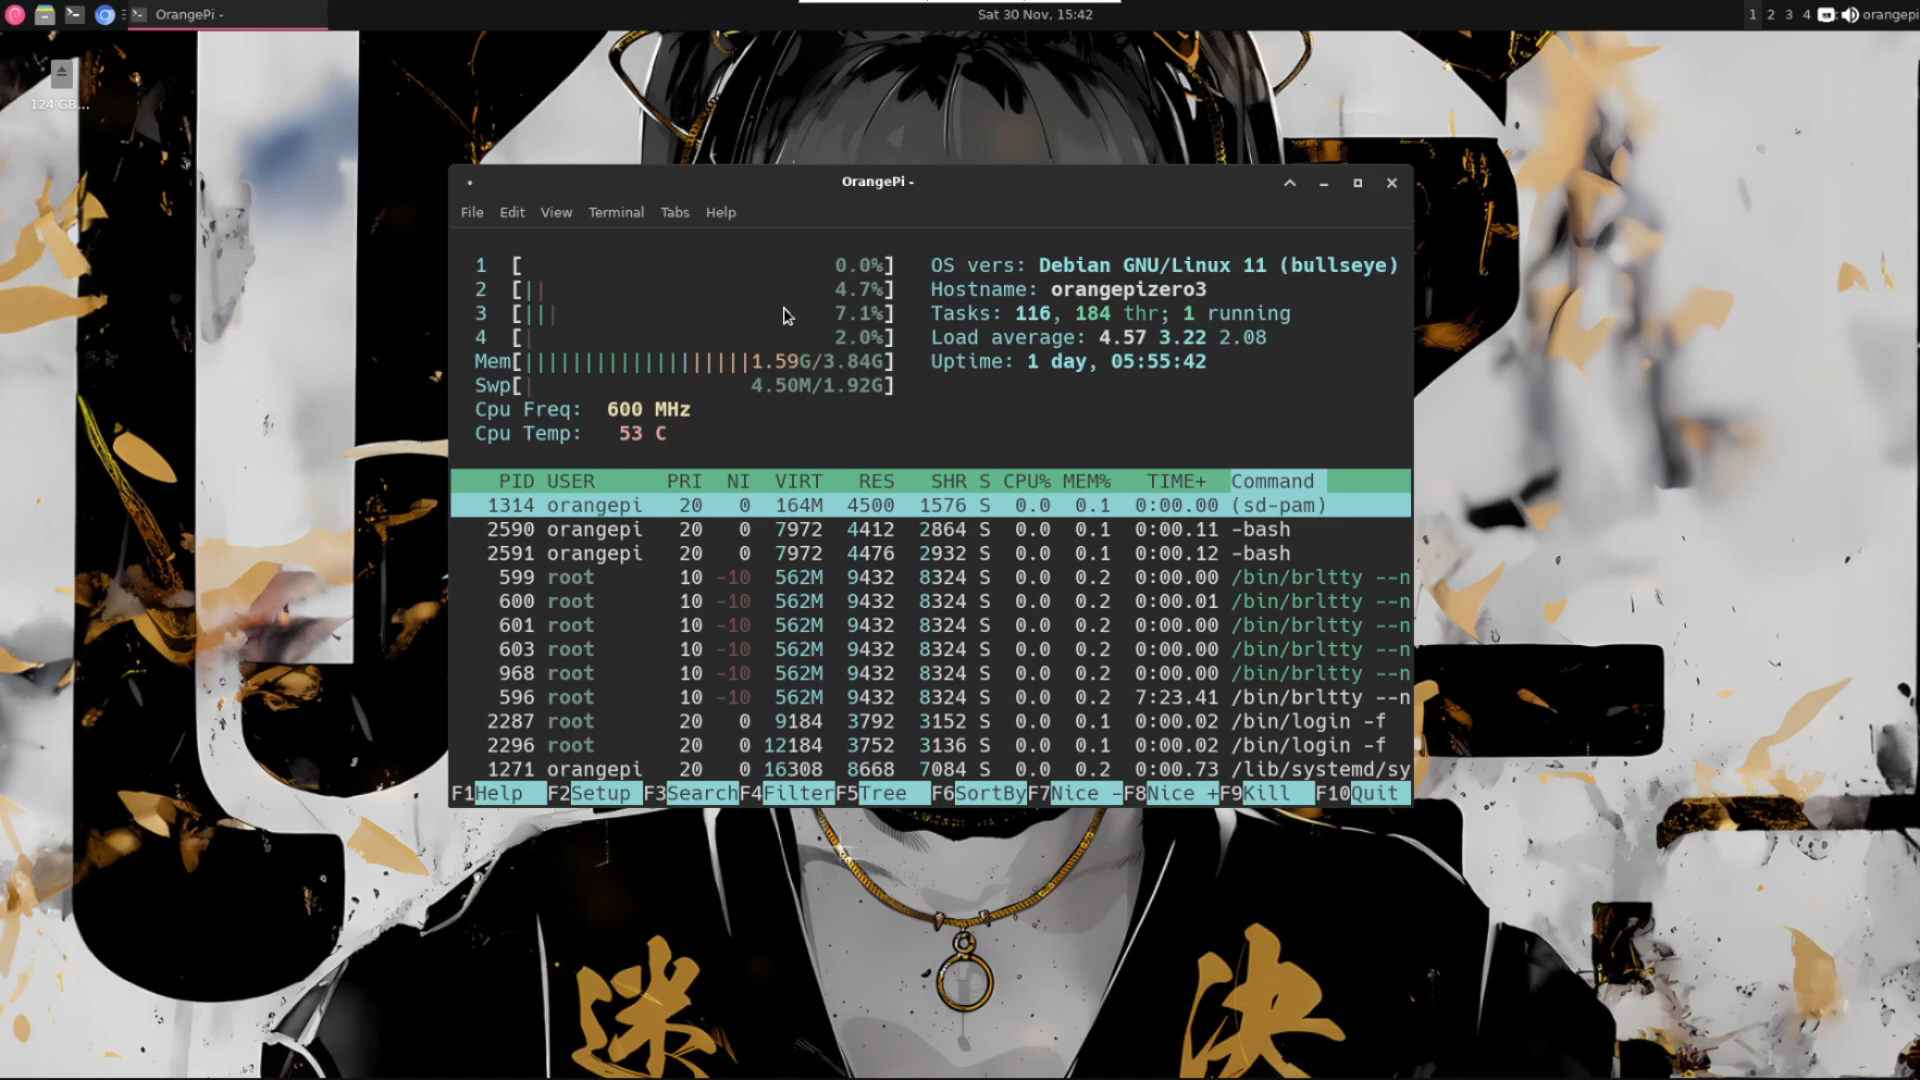 OrangePi -
Sat 30 Nov, 15:42
1 2 3 4
orangepi
124 GB...
OrangePi -
File Edit View Terminal Tabs Help
1 [ 0.0%] OS vers: Debian GNU/Linux 11 (bullseye)
2 [|| 4.7%] Hostname: orangepizero3
3 [||| 7.1%] Tasks: 116, 184 thr; 1 running
4 [| 2.0%] Load average: 4.57 3.22 2.08
Mem[|||||||||||||||||||1.59G/3.84G] Uptime: 1 day, 05:55:42
Swp[| 4.50M/1.92G]
Cpu Freq: 600 MHz
Cpu Temp: 53 C
PID USER PRI NI VIRT RES SHR S CPU% MEM% TIME+ Command
1314 orangepi 20 0 164M 4500 1576 S 0.0 0.1 0:00.00 (sd-pam)
2590 orangepi 20 0 7972 4412 2864 S 0.0 0.1 0:00.11 -bash
2591 orangepi 20 0 7972 4476 2932 S 0.0 0.1 0:00.12 -bash
599 root 10 -10 562M 9432 8324 S 0.0 0.2 0:00.00 /bin/brltty --n
600 root 10 -10 562M 9432 8324 S 0.0 0.2 0:00.01 /bin/brltty --n
601 root 10 -10 562M 9432 8324 S 0.0 0.2 0:00.00 /bin/brltty --n
603 root 10 -10 562M 9432 8324 S 0.0 0.2 0:00.00 /bin/brltty --n
968 root 10 -10 562M 9432 8324 S 0.0 0.2 0:00.00 /bin/brltty --n
596 root 10 -10 562M 9432 8324 S 0.0 0.2 7:23.41 /bin/brltty --n
2287 root 20 0 9184 3792 3152 S 0.0 0.1 0:00.02 /bin/login -f
2296 root 20 0 12184 3752 3136 S 0.0 0.1 0:00.02 /bin/login -f
1271 orangepi 20 0 16308 8668 7084 S 0.0 0.2 0:00.73 /lib/systemd/sy
F1Help F2Setup F3SearchF4FilterF5Tree F6SortByF7Nice -F8Nice +F9Kill F10Quit
迷 決